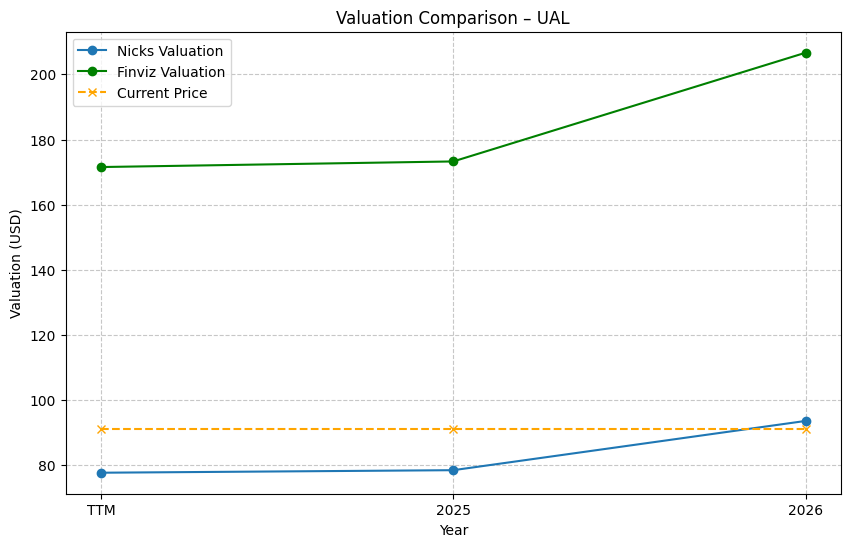 Valuation Comparison – UAL
Nicks Valuation
Finviz Valuation
Current Price
Valuation (USD)
200
180
160
140
120
100
80
TTM
2025
2026
Year